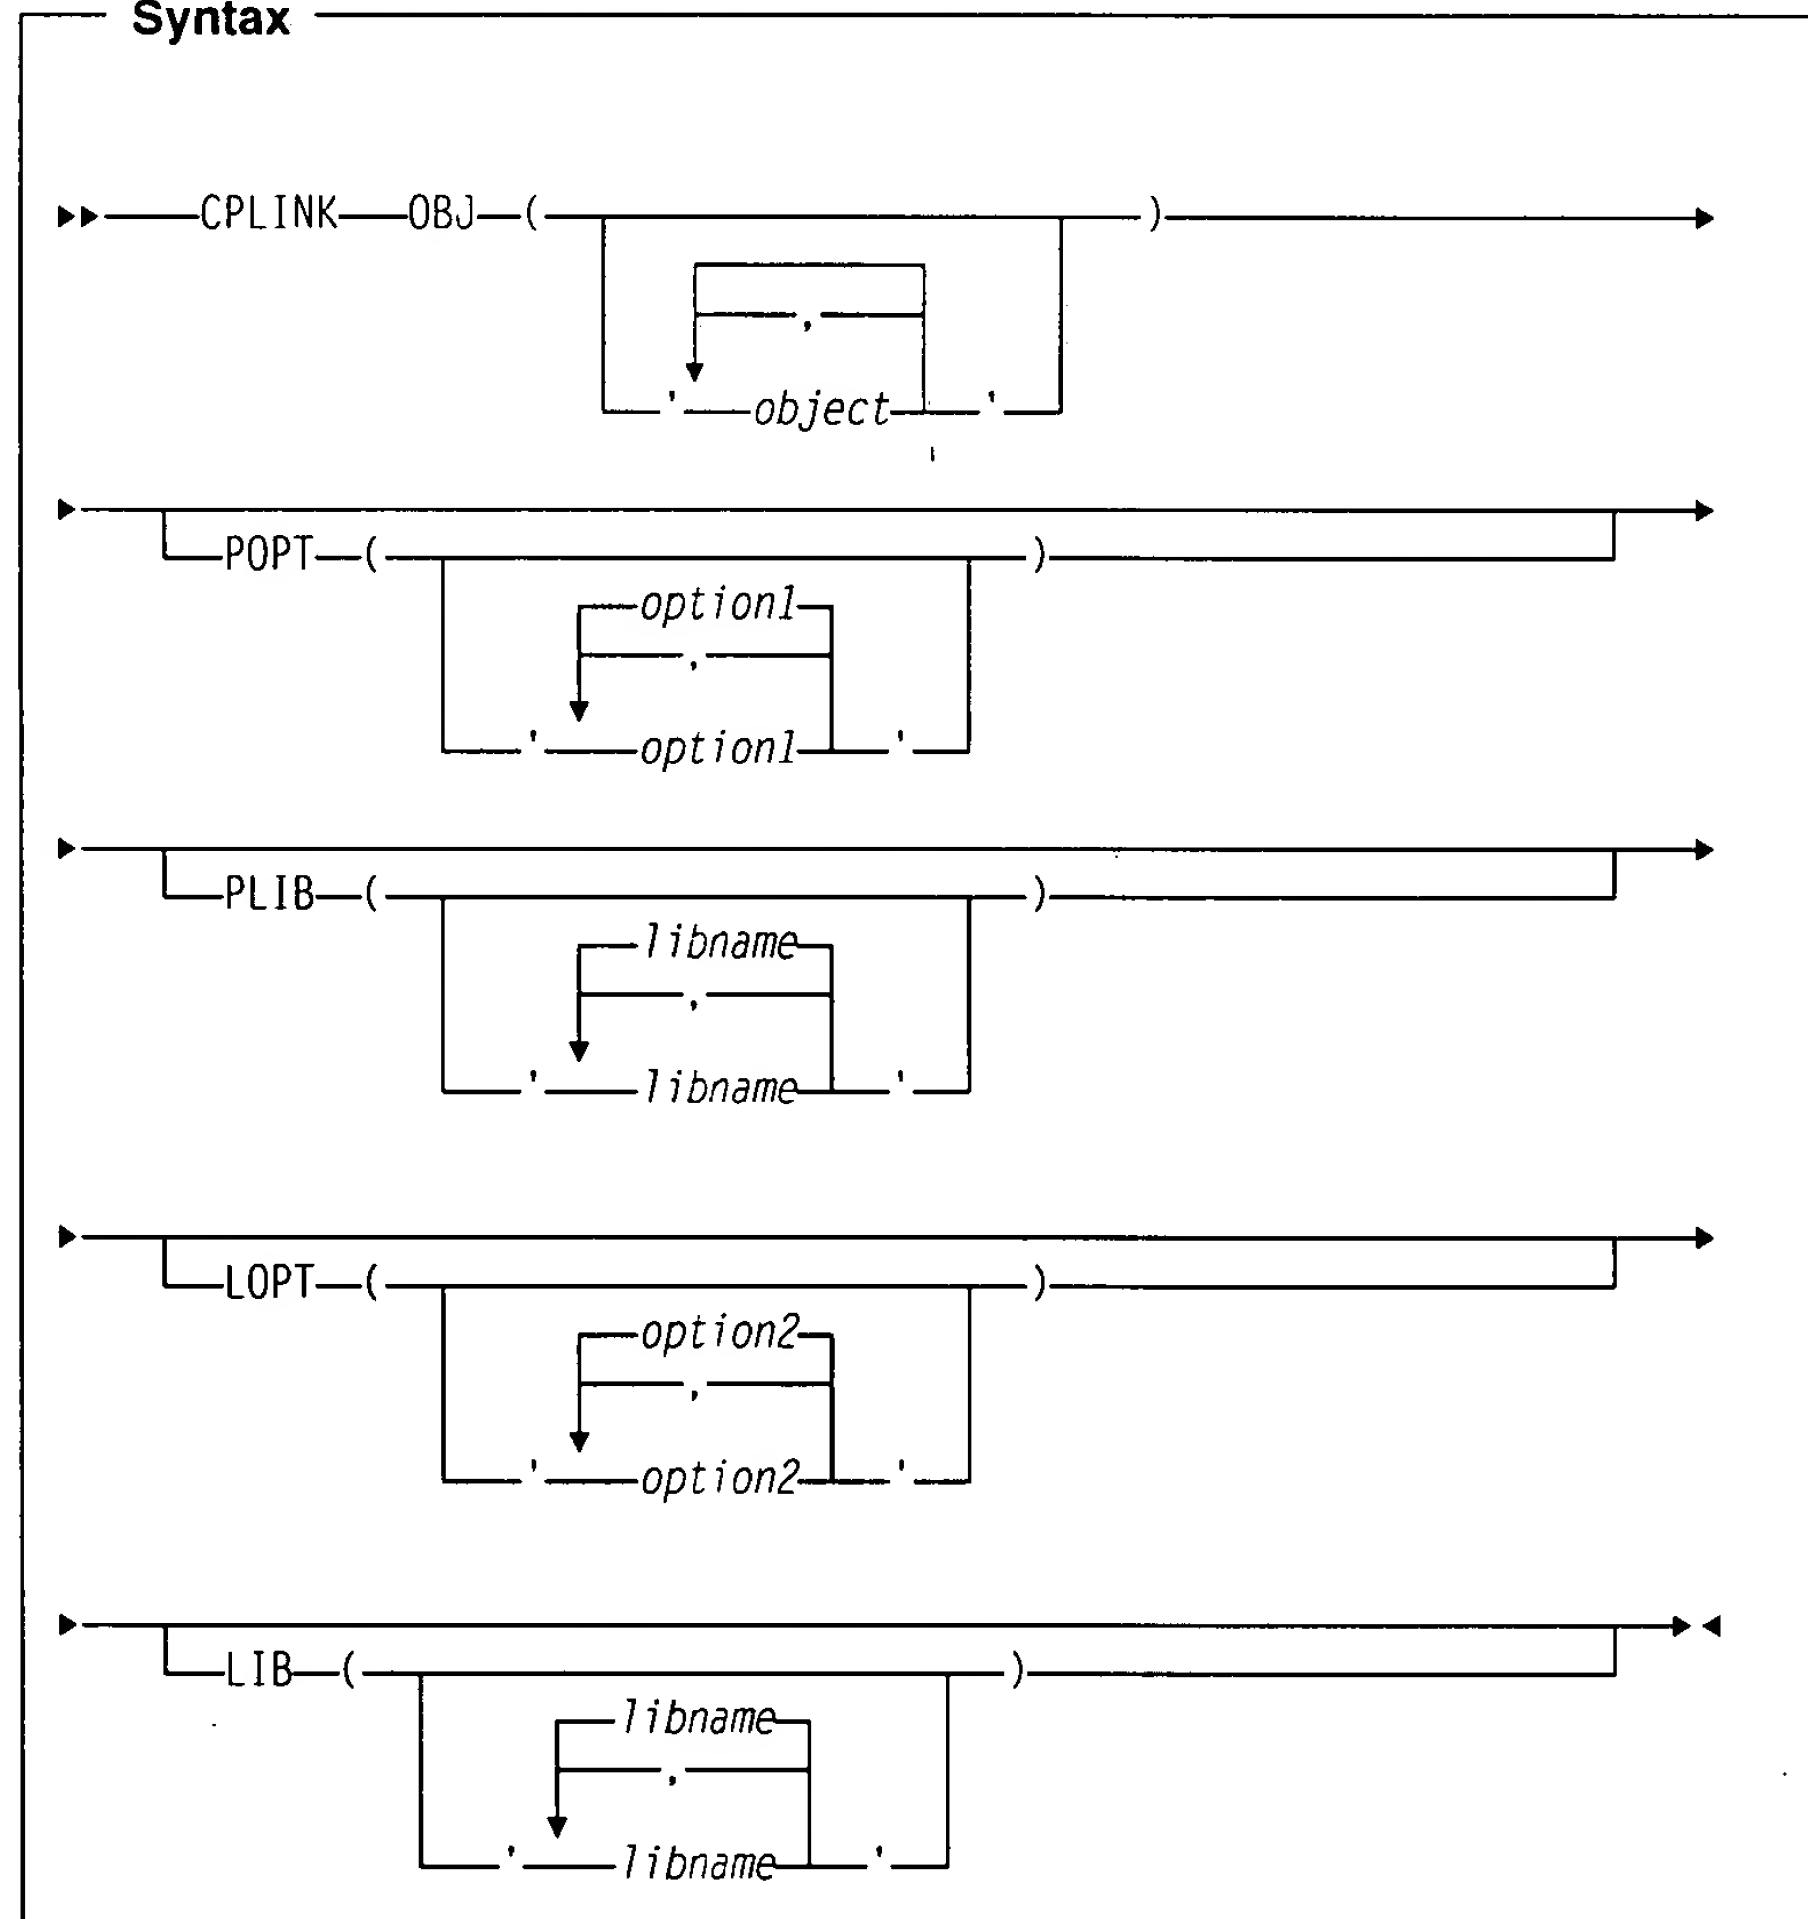 Syntax
CPLINK OBJ ( )
,
' object '
POPT ( )
option1
,
' option1 '
PLIB ( )
libname
,
' libname '
LOPT ( )
option2
,
' option2 '
LIB ( )
libname
,
' libname '